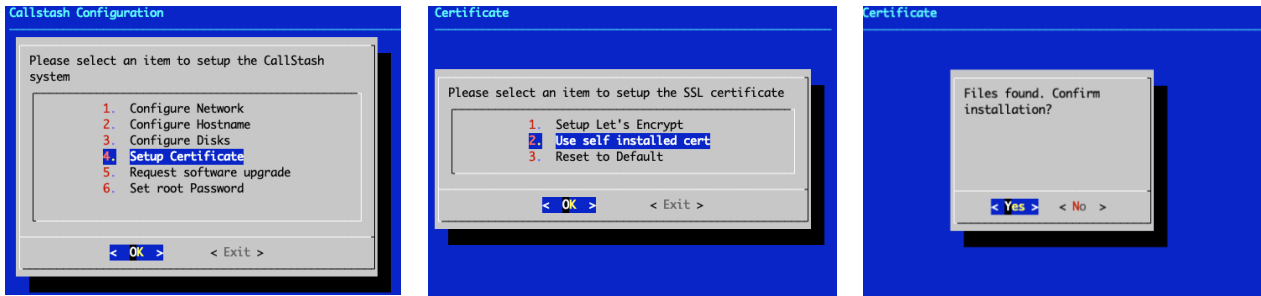 Callstash Configuration
Please select an item to setup the CallStash
system
1. Configure Network
2. Configure Hostname
3. Configure Disks
4. Setup Certificate
5. Request software upgrade
6. Set root Password
< OK > < Exit >
Certificate
Please select an item to setup the SSL certificate
1. Setup Let's Encrypt
2. Use self installed cert
3. Reset to Default
< OK > < Exit >
Certificate
Files found. Confirm
installation?
< Yes > < No >